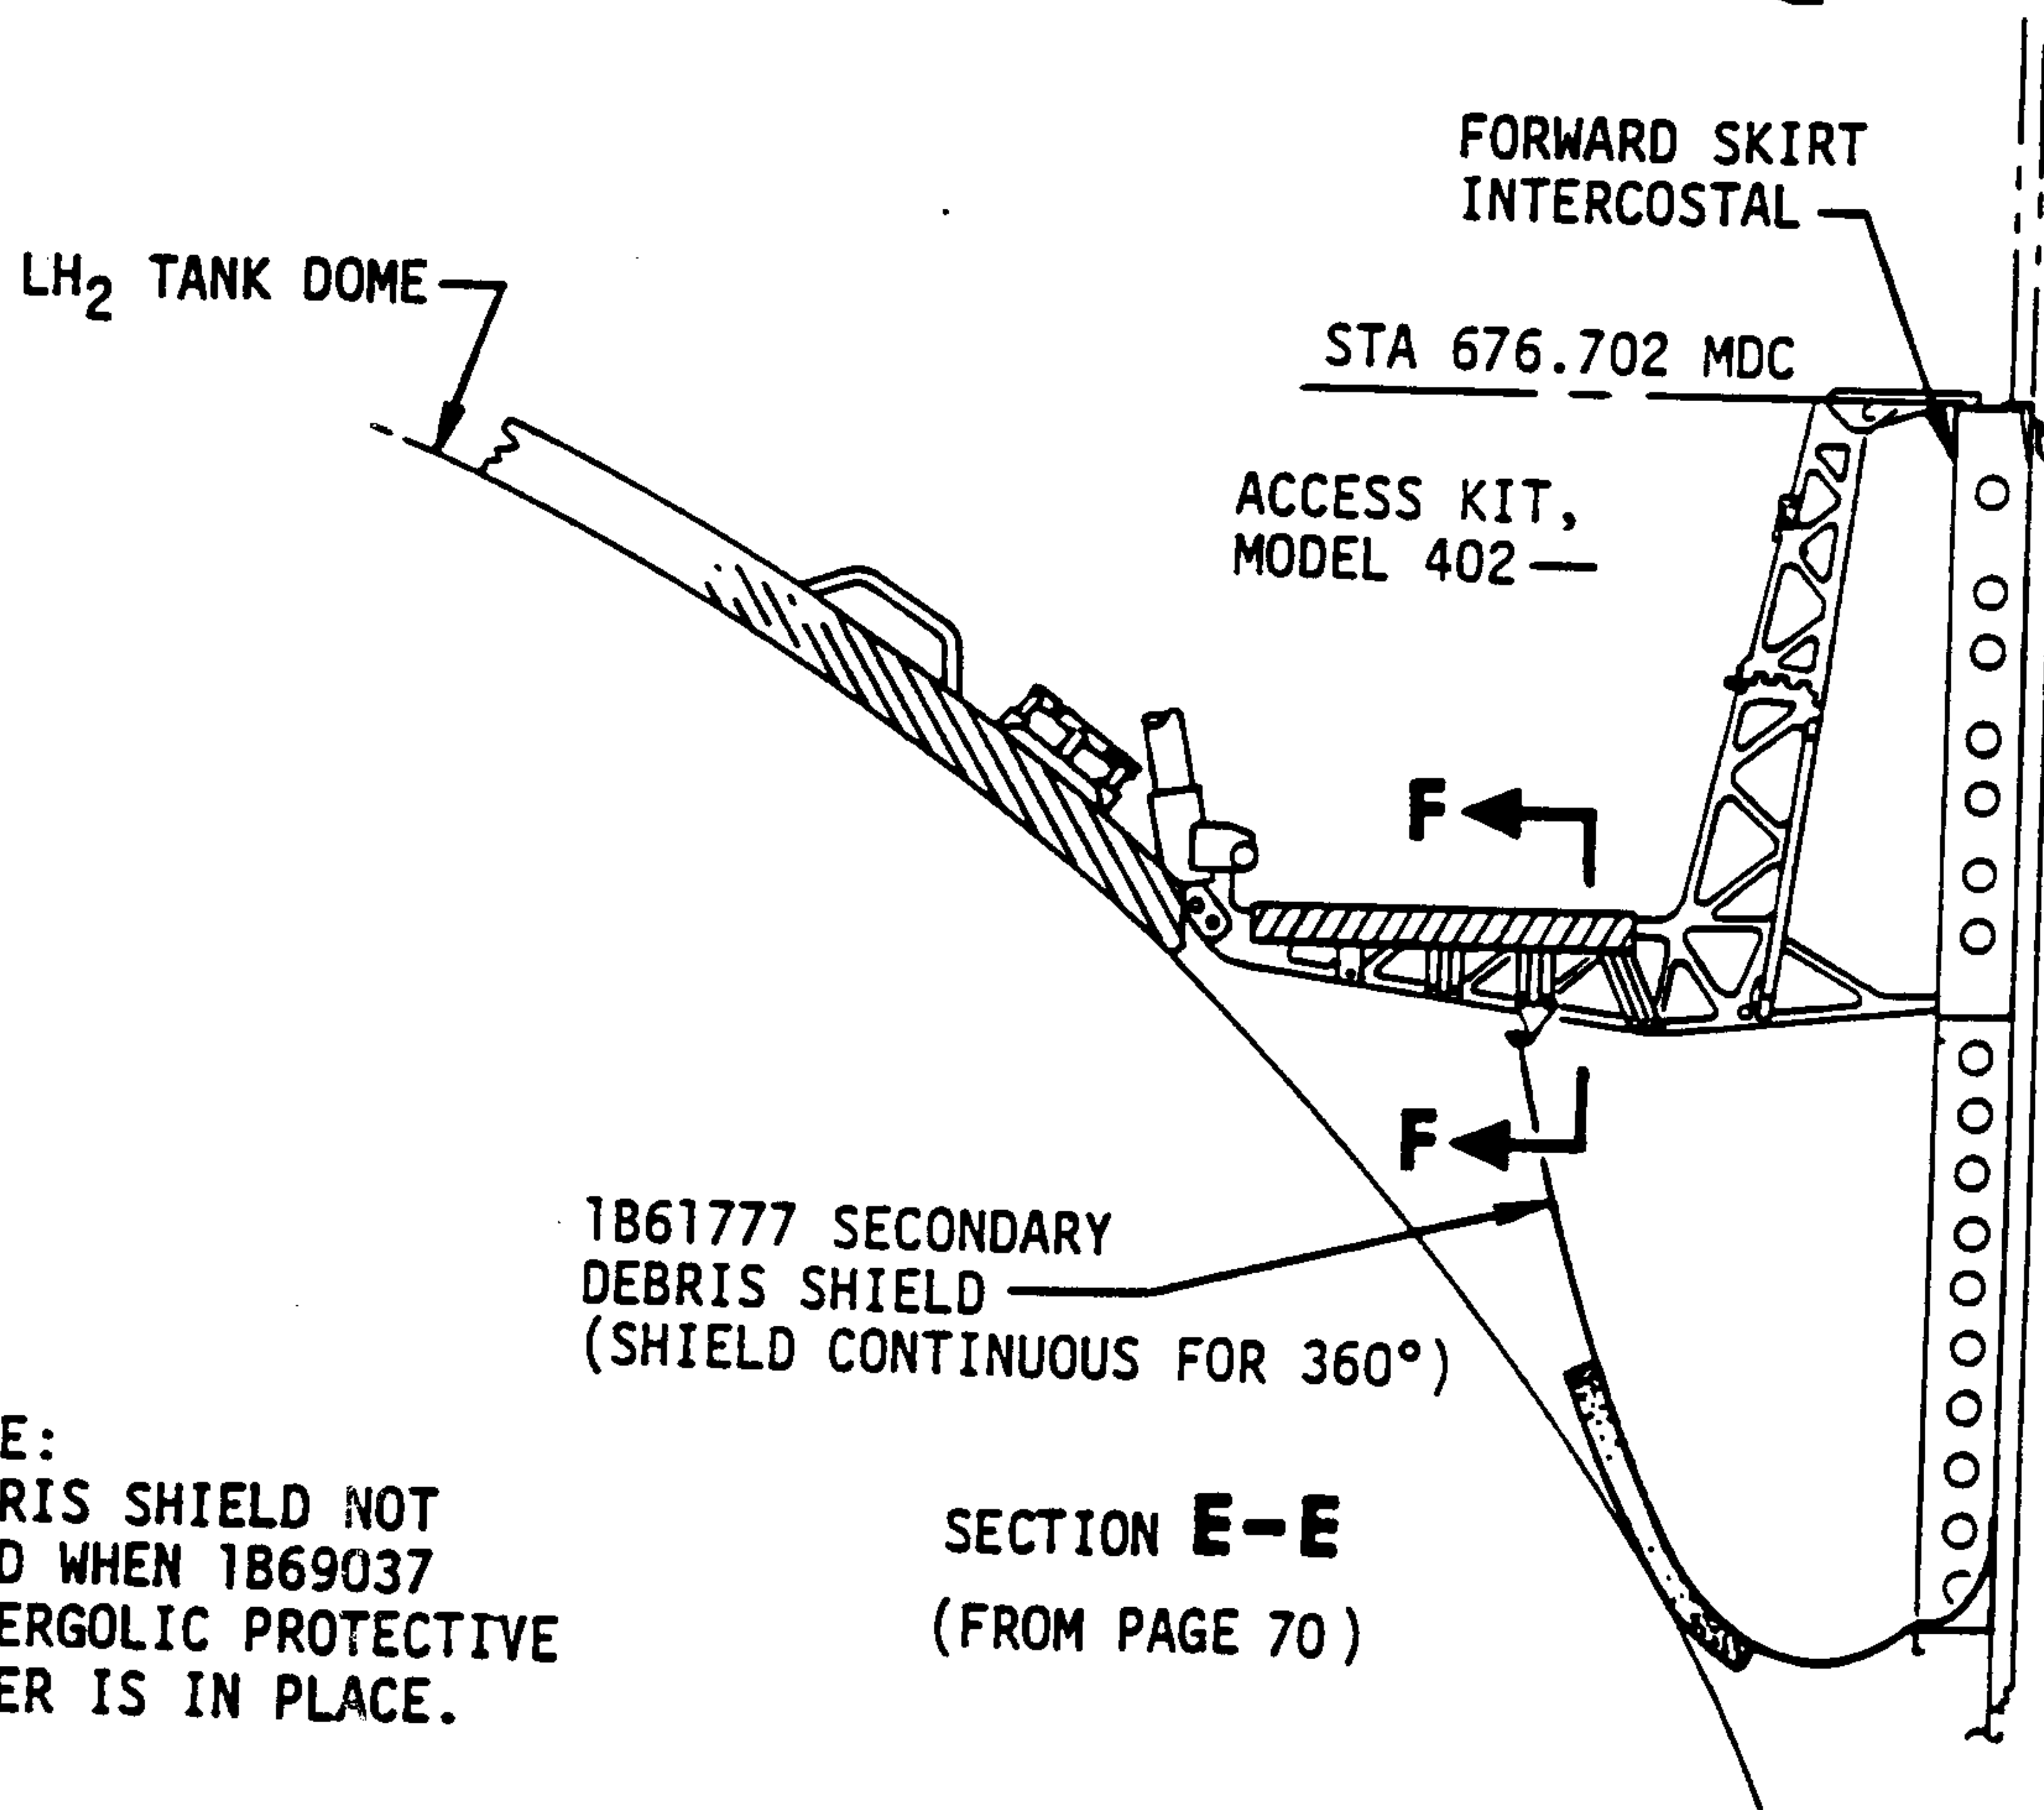 FORWARD SKIRT
INTERCOSTAL
LH2 TANK DOME
STA 676.702 MDC
ACCESS KIT,
MODEL 402
F
F
1B61777 SECONDARY
DEBRIS SHIELD
(SHIELD CONTINUOUS FOR 360°)
E:
RIS SHIELD NOT
D WHEN 1B69037
ERGOLIC PROTECTIVE
ER IS IN PLACE.
SECTION E-E
(FROM PAGE 70)